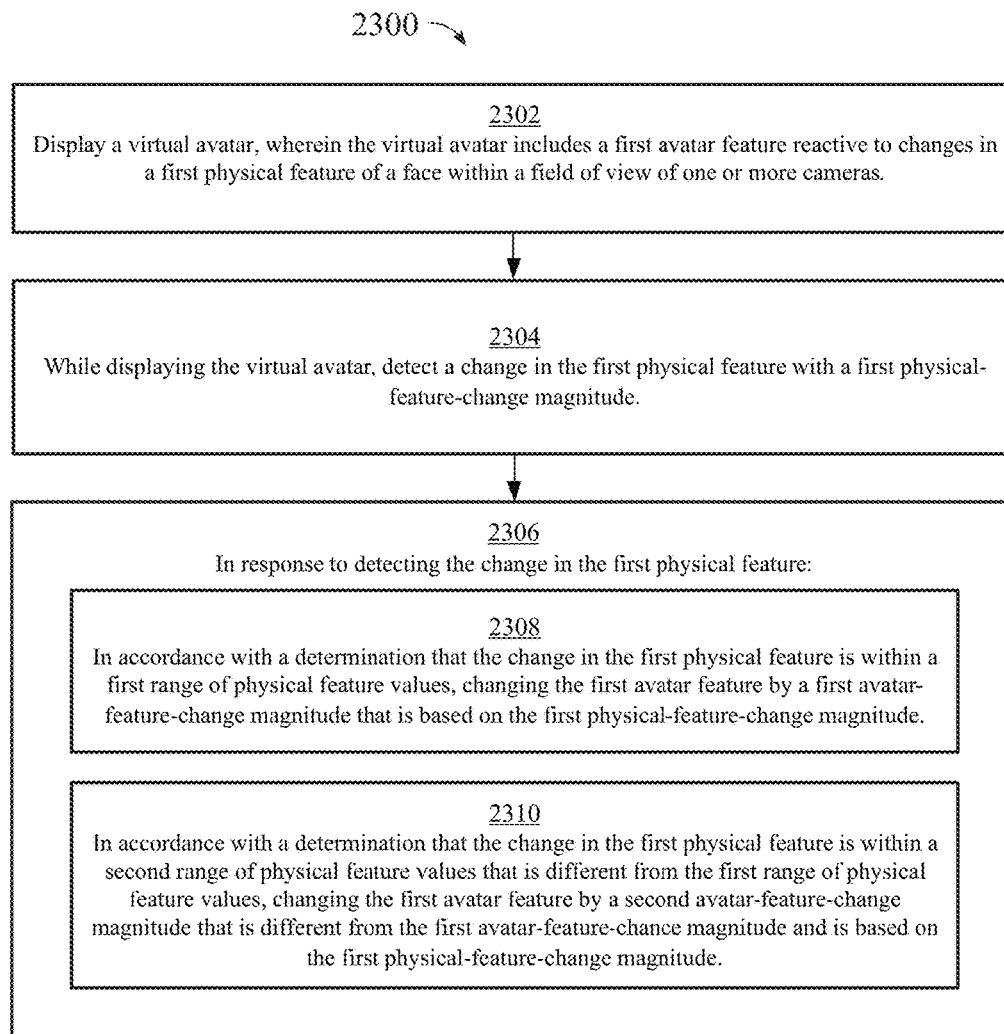 2300
2302
Display a virtual avatar, wherein the virtual avatar includes a first avatar feature reactive to changes in
a first physical feature of a face within a field of view of one or more cameras.
2304
While displaying the virtual avatar, detect a change in the first physical feature with a first physical-
feature-change magnitude.
2306
In response to detecting the change in the first physical feature:
2308
In accordance with a determination that the change in the first physical feature is within a
first range of physical feature values, changing the first avatar feature by a first avatar-
feature-change magnitude that is based on the first physical-feature-change magnitude.
2310
In accordance with a determination that the change in the first physical feature is within a
second range of physical feature values that is different from the first range of physical
feature values, changing the first avatar feature by a second avatar-feature-change
magnitude that is different from the first avatar-feature-chance magnitude and is based on
the first physical-feature-change magnitude.